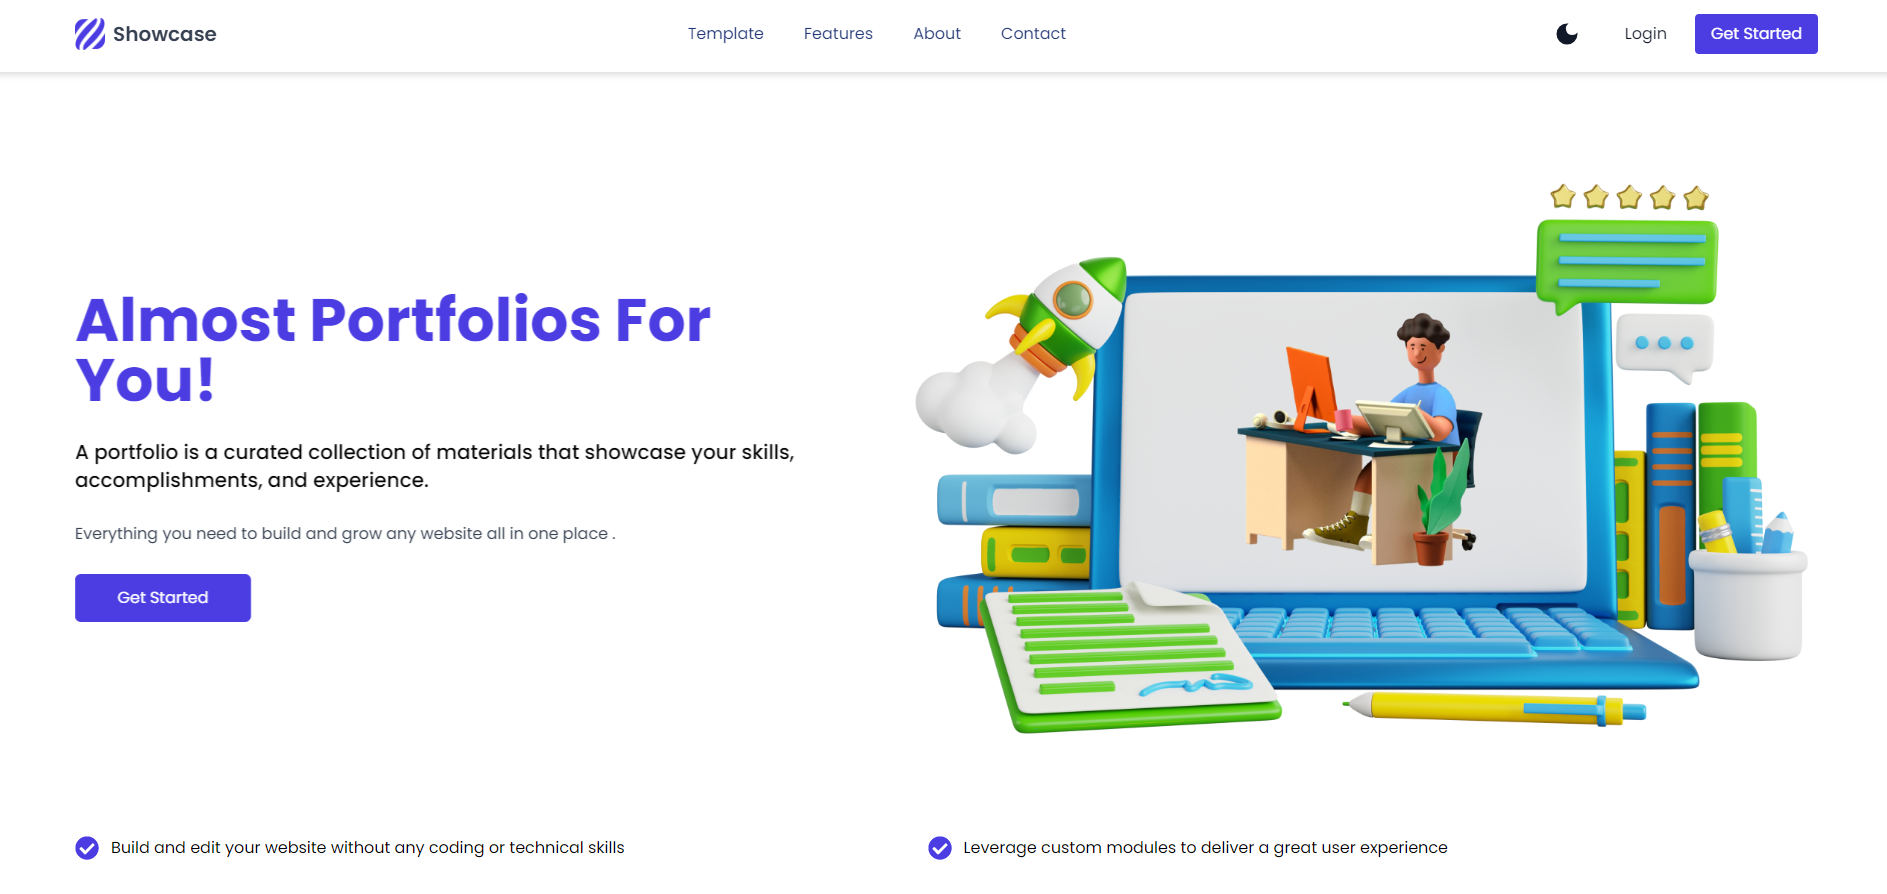 Showcase
Template
Features
About
Contact
Login
Get Started
Almost Portfolios For
You!
A portfolio is a curated collection of materials that showcase your skills,
accomplishments, and experience.
Everything you need to build and grow any website all in one place .
Get Started
Build and edit your website without any coding or technical skills
Leverage custom modules to deliver a great user experience